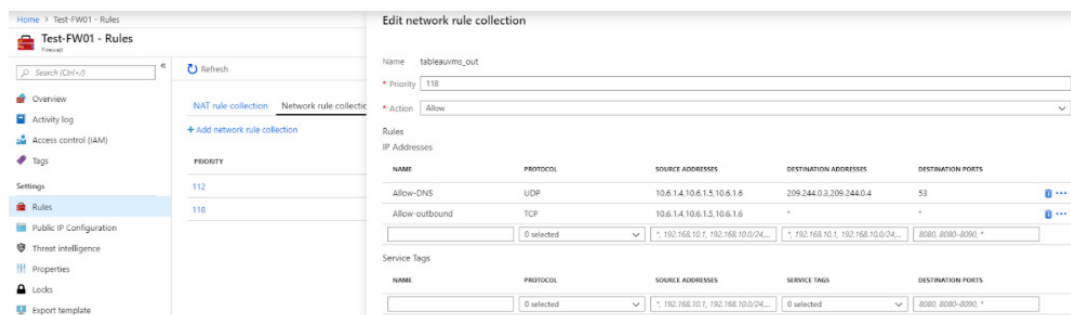 Home > Test-FW01 - Rules
Test-FW01 - Rules
Firewall
Search (Ctrl+/)
«
Overview
Activity log
Access control (IAM)
Tags
Settings
Rules
Public IP Configuration
Threat intelligence
Properties
Locks
Export template
Refresh
NAT rule collection Network rule collectic
+ Add network rule collection
PRIORITY
112
118
Edit network rule collection
Name tableauvms_out
* Priority 118
* Action Allow
Rules
IP Addresses
NAME PROTOCOL SOURCE ADDRESSES DESTINATION ADDRESSES DESTINATION PORTS
Allow-DNS UDP 10.6.1.4,10.6.1.5,10.6.1.6 209.244.0.3,209.244.0.4 53
Allow-outbound TCP 10.6.1.4,10.6.1.5,10.6.1.6 * *
0 selected *, 192.168.10.1, 192.168.10.0/24,... *, 192.168.10.1, 192.168.10.0/24,... 8080, 8080-8090, *
Service Tags
NAME PROTOCOL SOURCE ADDRESSES SERVICE TAGS DESTINATION PORTS
0 selected *, 192.168.10.1, 192.168.10.0/24,... 0 selected 8080, 8080-8090, *